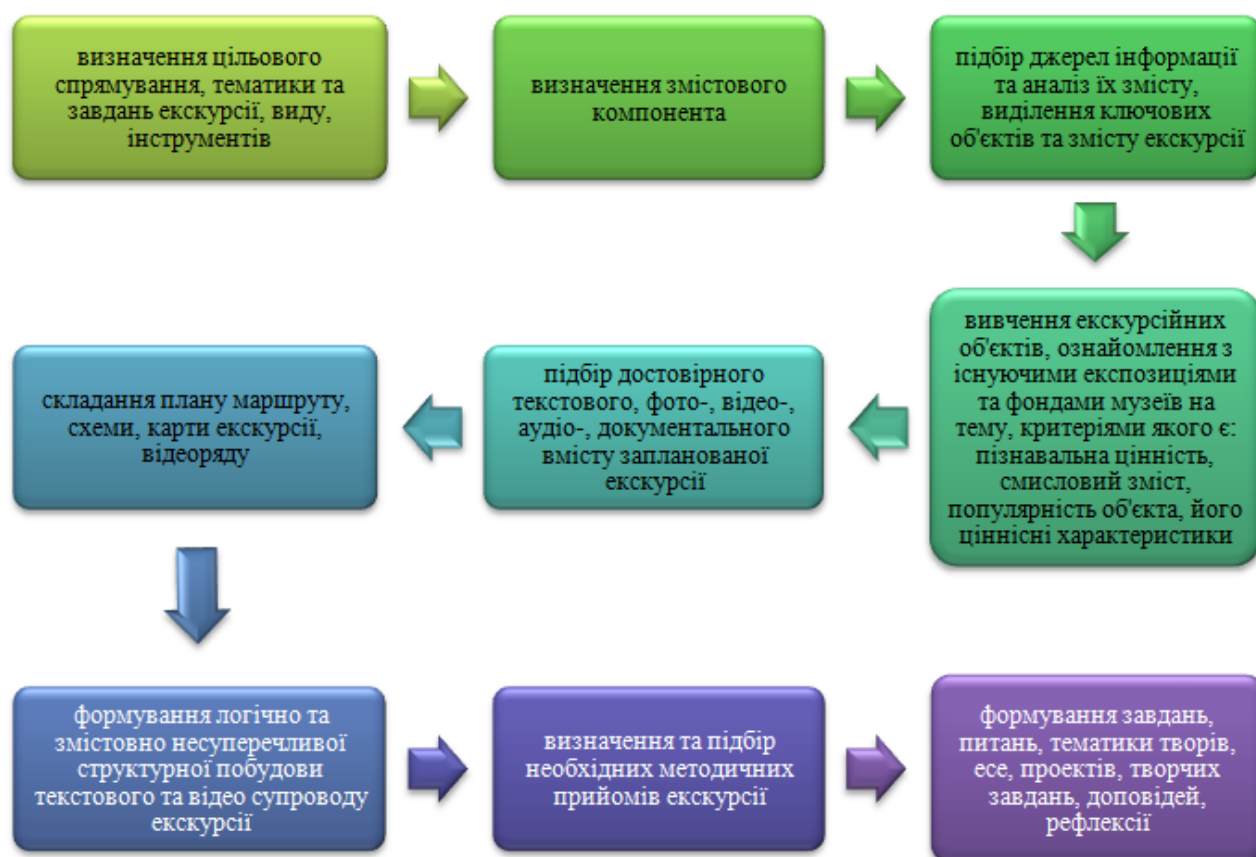 визначення цільового
спрямування, тематики та
завдань екскурсії, виду,
інструментів
визначення змістового
компонента
підбір джерел інформації
та аналіз їх змісту,
виділення ключових
об'єктів та змісту екскурсії
вивчення екскурсійних
об'єктів, ознайомлення з
існуючими експозиціями
та фондами музеїв на
тему, критеріями якого є:
пізнавальна цінність,
смисловий зміст,
популярність об'єкта, його
ціннісні характеристики
підбір достовірного
текстового, фото-, відео-,
аудіо-, документального
вмісту запланованої
екскурсії
складання плану маршруту,
схеми, карти екскурсії,
відеоряду
формування логічно та
змістовно несуперечливої
структурної побудови
текстового та відео супроводу
екскурсії
визначення та підбір
необхідних методичних
прийомів екскурсії
формування завдань,
питань, тематики творів,
есе, проектів, творчих
завдань, доповідей,
рефлексії